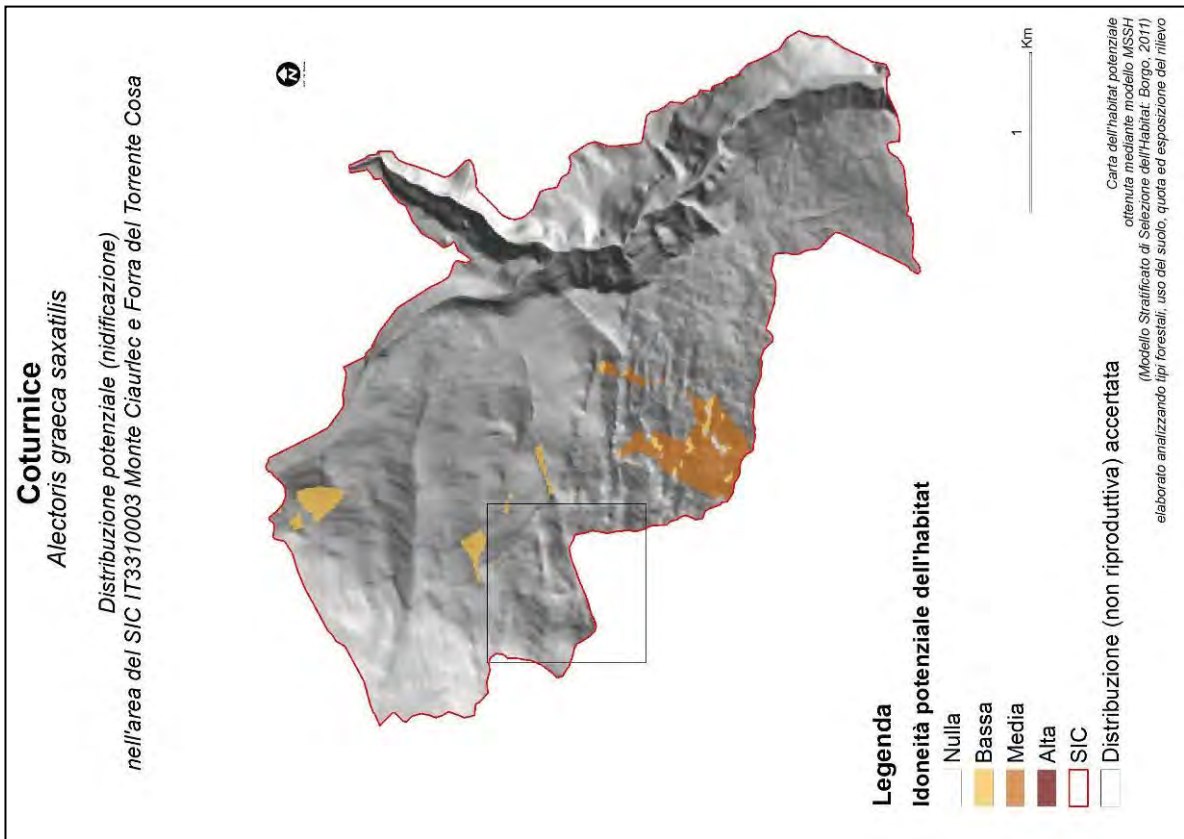 Coturnice
Alectoris graeca saxatilis
Distribuzione potenziale (nidificazione)
nell'area del SIC IT3310003 Monte Ciaurlec e Forra del Torrente Cosa
N
1
Km
Legenda
Idoneità potenziale dell'habitat
Nulla
Bassa
Media
Alta
SIC
Distribuzione (non riproduttiva) accertata
Carta dell'habitat potenziale
ottenuta mediante modello MSSH
(Modello Stratificato di Selezione dell'Habitat: Borgo, 2011)
elaborato analizzando tipi forestali, uso del suolo, quota ed esposizione del rilievo